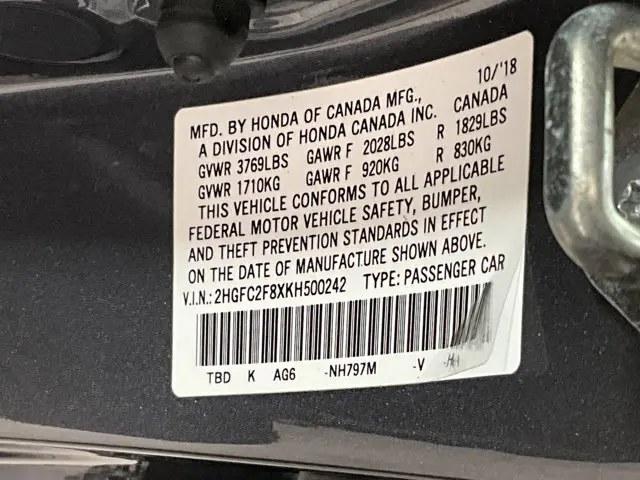 MFD. BY HONDA OF CANADA MFG., 10/'18
A DIVISION OF HONDA CANADA INC. CANADA
GVWR 3769LBS GAWR F 2028LBS R 1829LBS
GVWR 1710KG GAWR F 920KG R 830KG
THIS VEHICLE CONFORMS TO ALL APPLICABLE
FEDERAL MOTOR VEHICLE SAFETY, BUMPER,
AND THEFT PREVENTION STANDARDS IN EFFECT
ON THE DATE OF MANUFACTURE SHOWN ABOVE.
V.I.N.: 2HGFC2F8XKH500242 TYPE: PASSENGER CAR
TBD K AG6 -NH797M -V